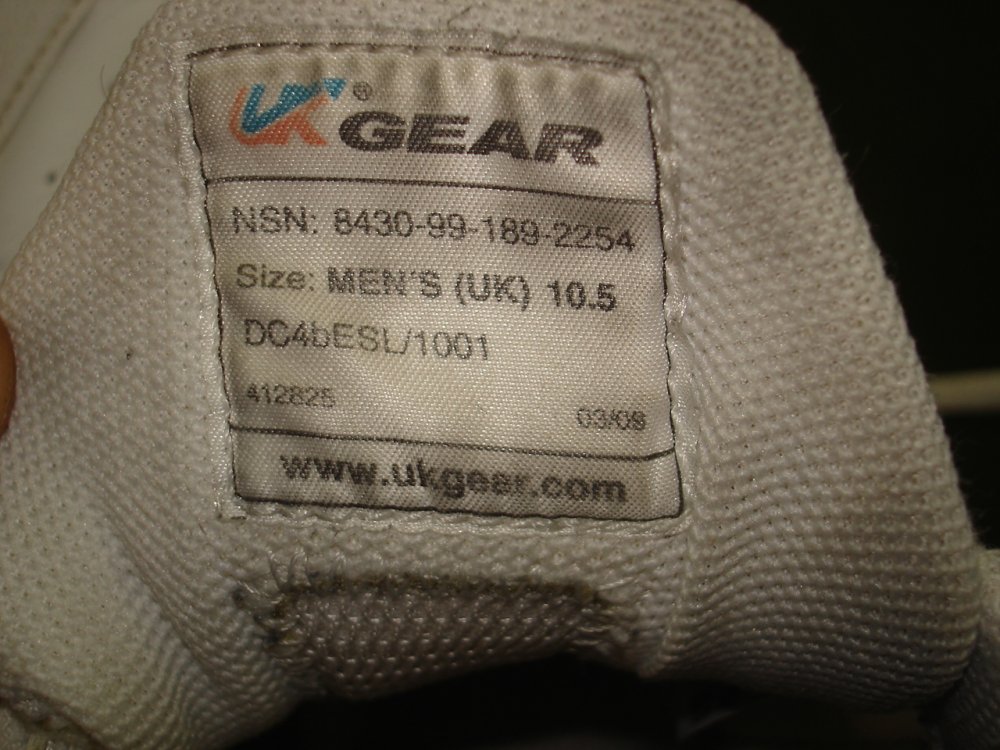 UK® GEAR
NSN: 8430-99-189-2254
Size: MEN'S (UK) 10.5
DC4bESL/1001
412825
03/09
www.ukgear.com